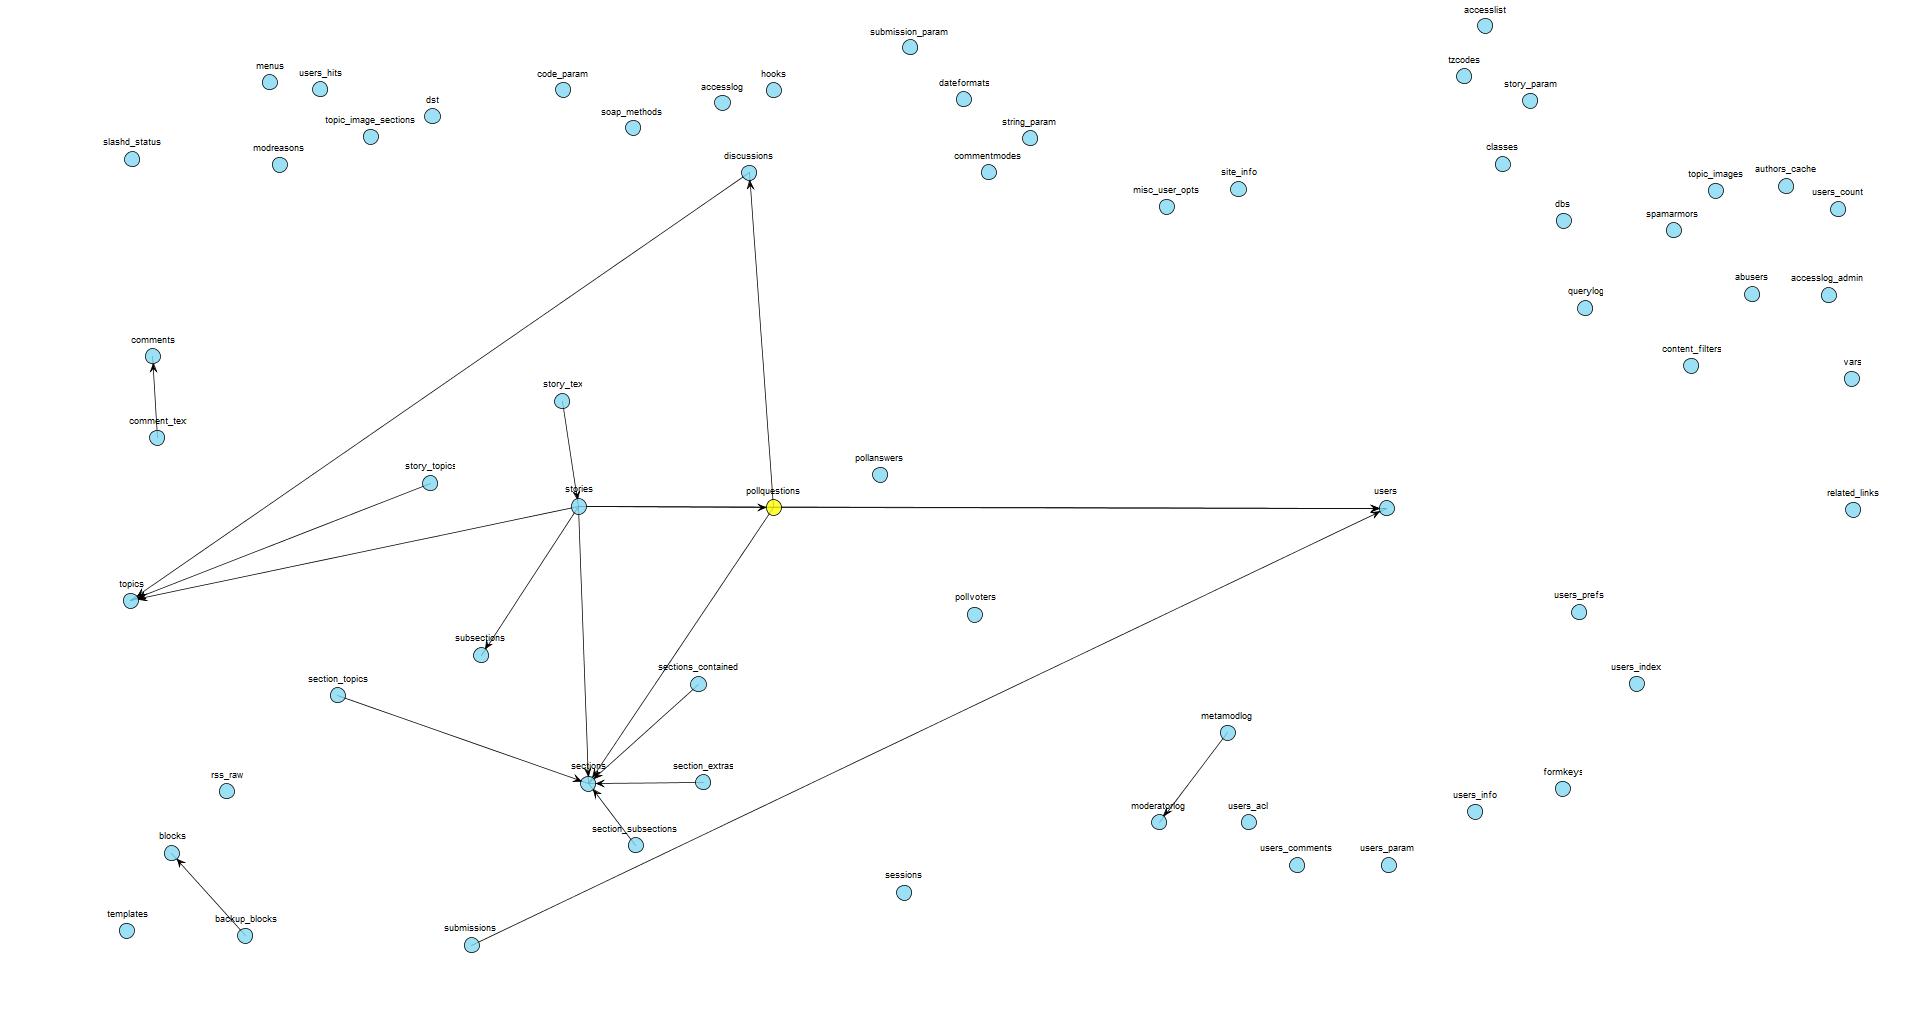 accesslist
submission_param
tzcodes
menus
users_hits
code_param
hooks
accesslog
dateformats
story_param
dst
topic_image_sections
soap_methods
string_param
slashd_status
modreasons
discussions
commentmodes
classes
site_info
misc_user_opts
topic_images
authors_cache
users_count
dbs
spamarmors
abusers
accesslog_admin
querylog
comments
content_filters
vars
story_tex
comment_tex
story_topics
pollanswers
stories
pollquestions
users
related_links
topics
pollvoters
users_prefs
subsections
sections_contained
users_index
section_topics
metamodlog
sections
section_extras
rss_raw
formkeys
users_info
moderatorlog
users_acl
blocks
section_subsections
users_comments
users_param
sessions
templates
backup_blocks
submissions